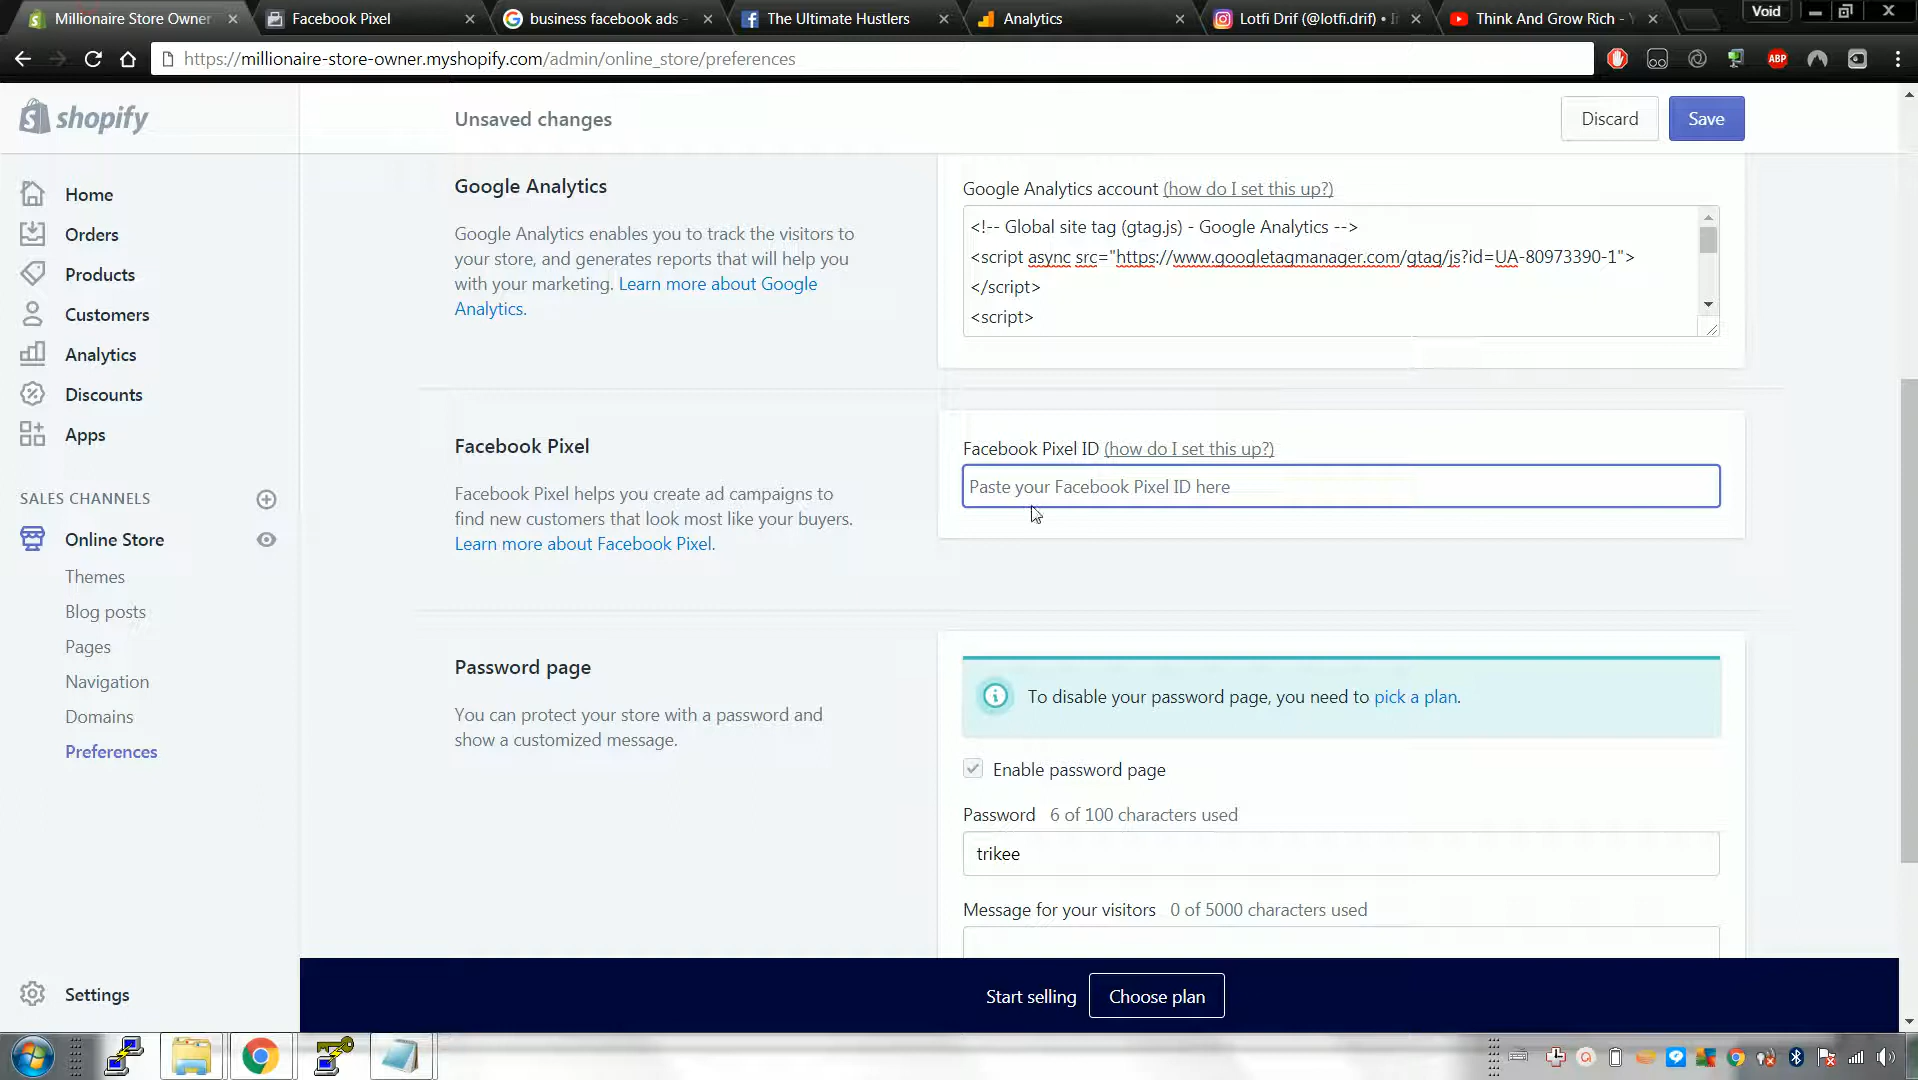 Millionaire Store Owner
Facebook Pixel
business facebook ads -
The Ultimate Hustlers
Analytics
Lotfi Drif (@lotfi.drif) •
Think And Grow Rich -
Void
https://millionaire-store-owner.myshopify.com/admin/online_store/preferences
ABP
shopify
Unsaved changes
Discard
Save
Home
Orders
Products
Customers
Analytics
Discounts
Apps
SALES CHANNELS
Online Store
Themes
Blog posts
Pages
Navigation
Domains
Preferences
Settings
Google Analytics
Google Analytics enables you to track the visitors to
your store, and generates reports that will help you
with your marketing. Learn more about Google
Analytics.
Google Analytics account (how do I set this up?)
<!-- Global site tag (gtag.js) - Google Analytics -->
<script async src="https://www.googletagmanager.com/gtag/js?id=UA-80973390-1">
</script>
<script>
Facebook Pixel
Facebook Pixel helps you create ad campaigns to
find new customers that look most like your buyers.
Learn more about Facebook Pixel.
Facebook Pixel ID (how do I set this up?)
Paste your Facebook Pixel ID here
Password page
You can protect your store with a password and
show a customized message.
To disable your password page, you need to pick a plan.
Enable password page
Password 6 of 100 characters used
trikee
Message for your visitors 0 of 5000 characters used
Start selling
Choose plan